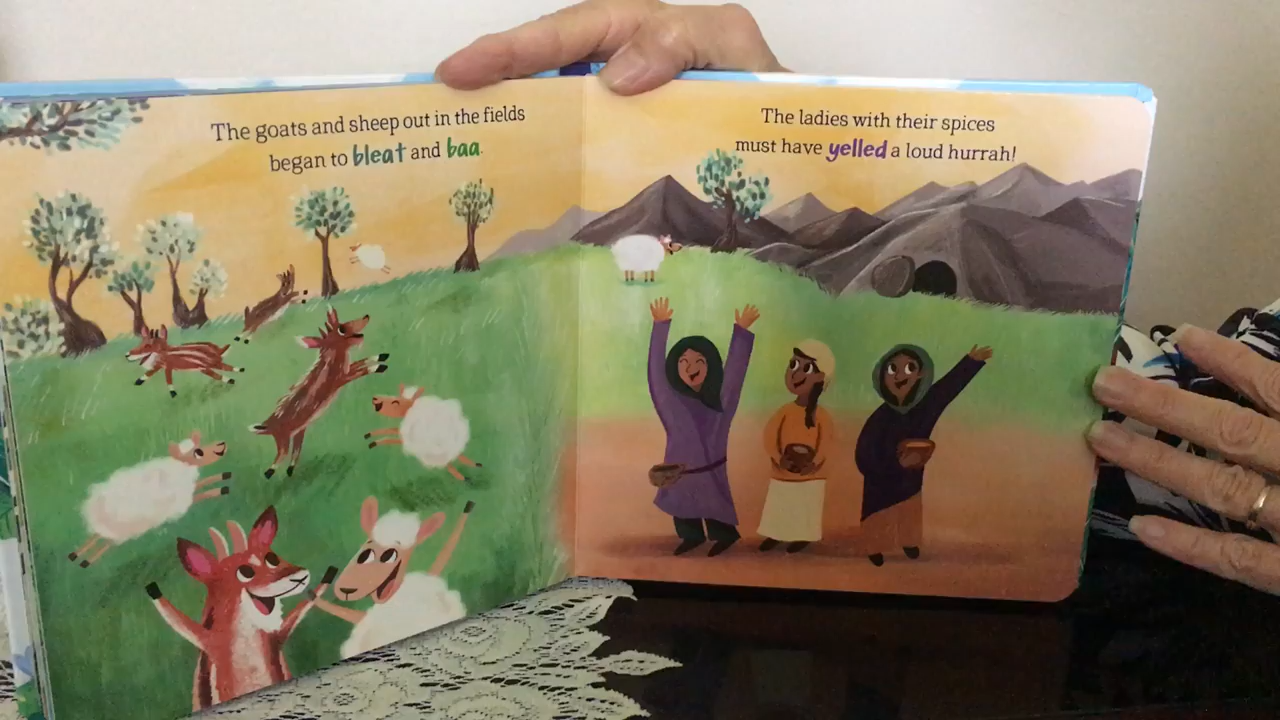 The goats and sheep out in the fields
began to bleat and baa.
The ladies with their spices
must have yelled a loud hurrah!